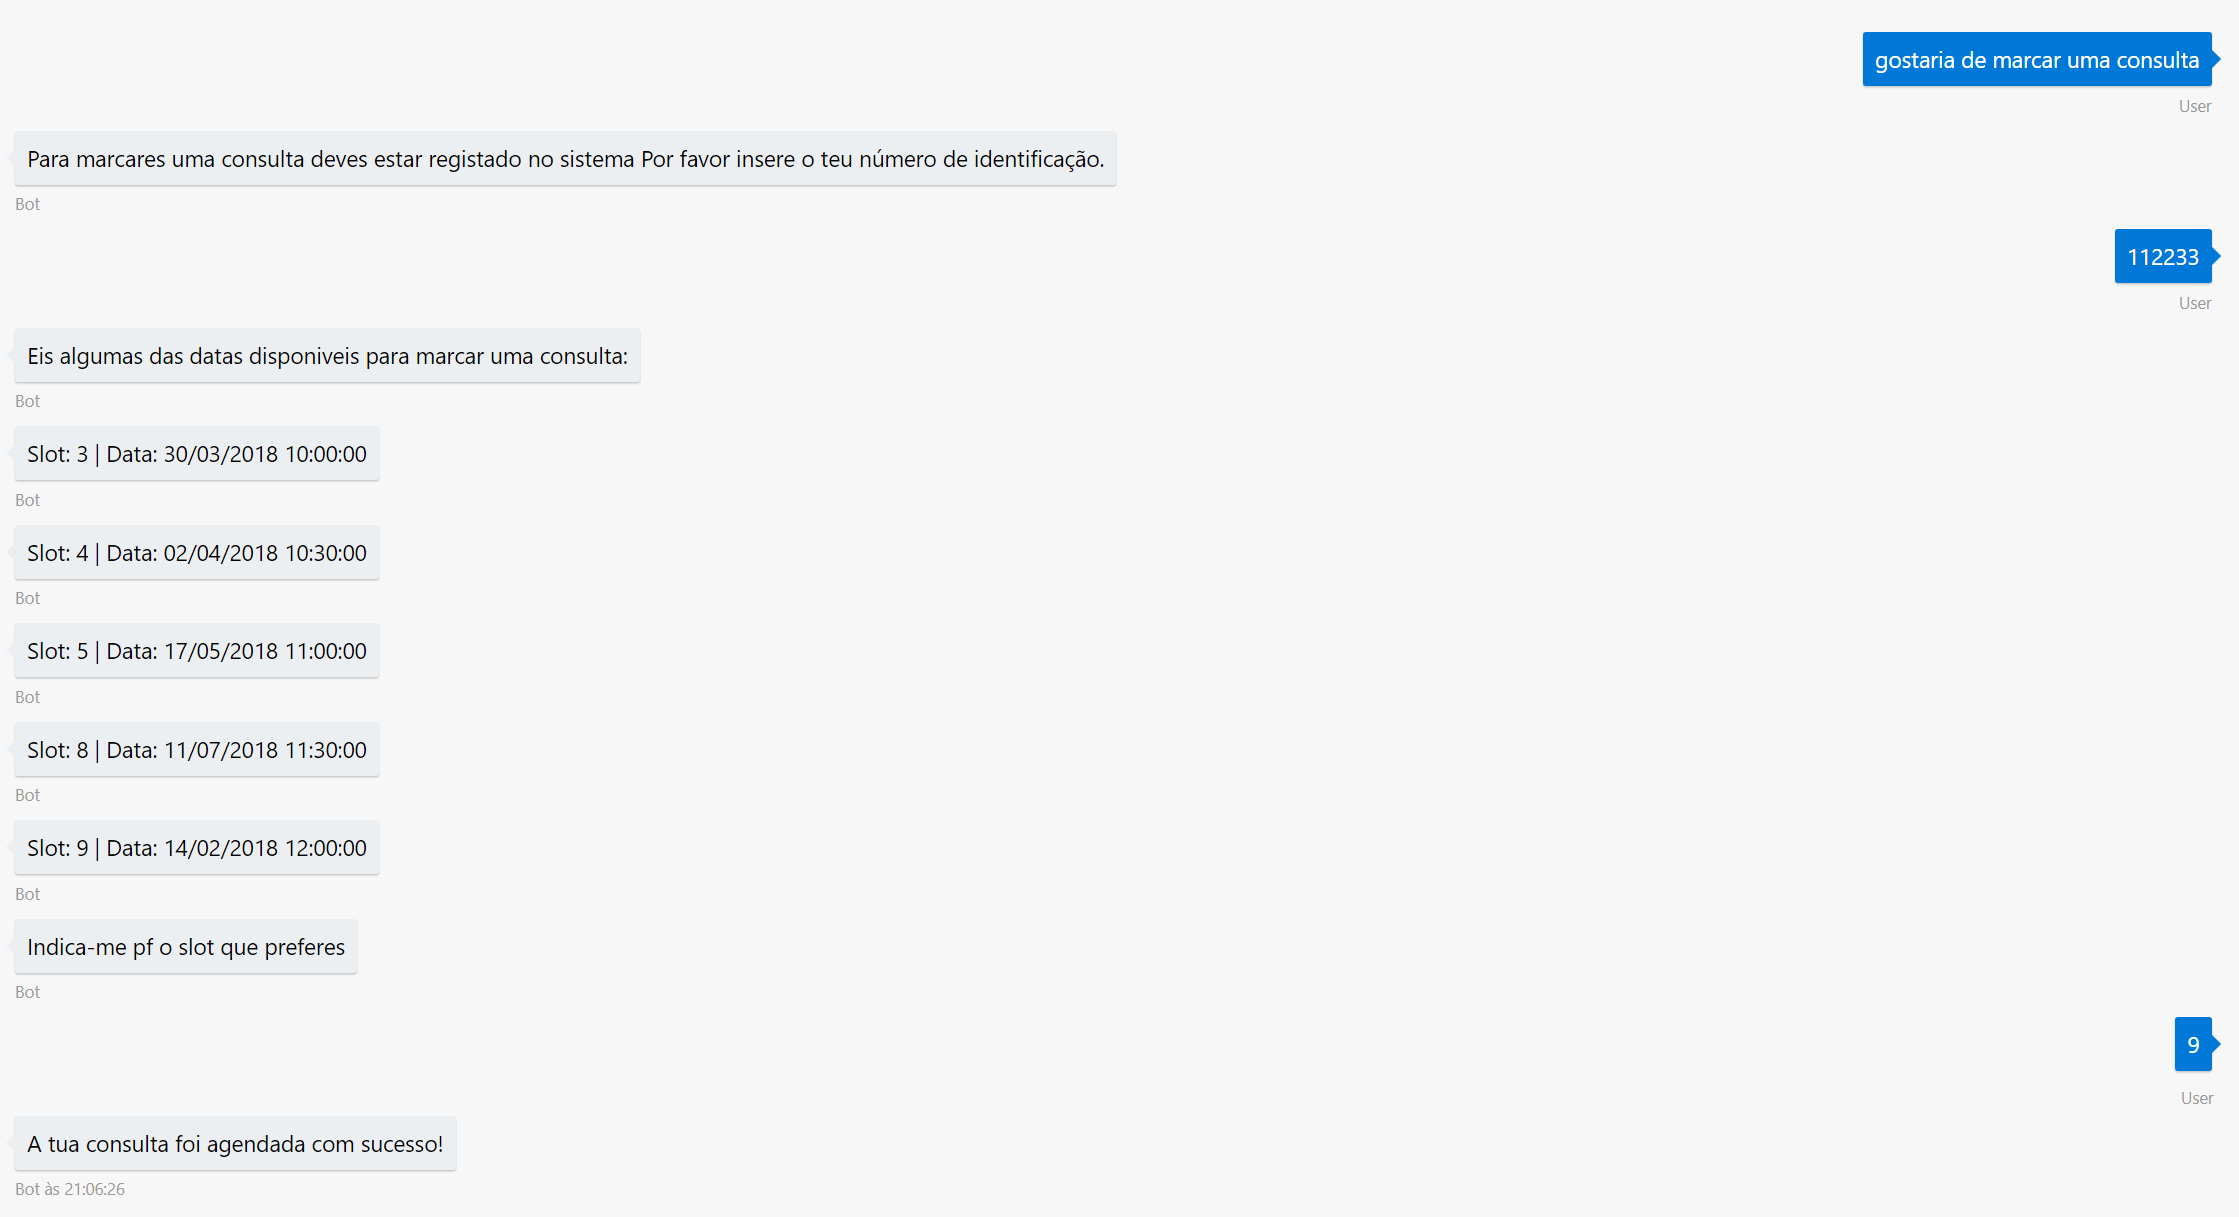 gostaria de marcar uma consulta
User
Para marcares uma consulta deves estar registado no sistema Por favor insere o teu número de identificação.
Bot
112233
User
Eis algumas das datas disponiveis para marcar uma consulta:
Bot
Slot: 3 | Data: 30/03/2018 10:00:00
Bot
Slot: 4 | Data: 02/04/2018 10:30:00
Bot
Slot: 5 | Data: 17/05/2018 11:00:00
Bot
Slot: 8 | Data: 11/07/2018 11:30:00
Bot
Slot: 9 | Data: 14/02/2018 12:00:00
Bot
Indica-me pf o slot que preferes
Bot
9
User
A tua consulta foi agendada com sucesso!
Bot às 21:06:26